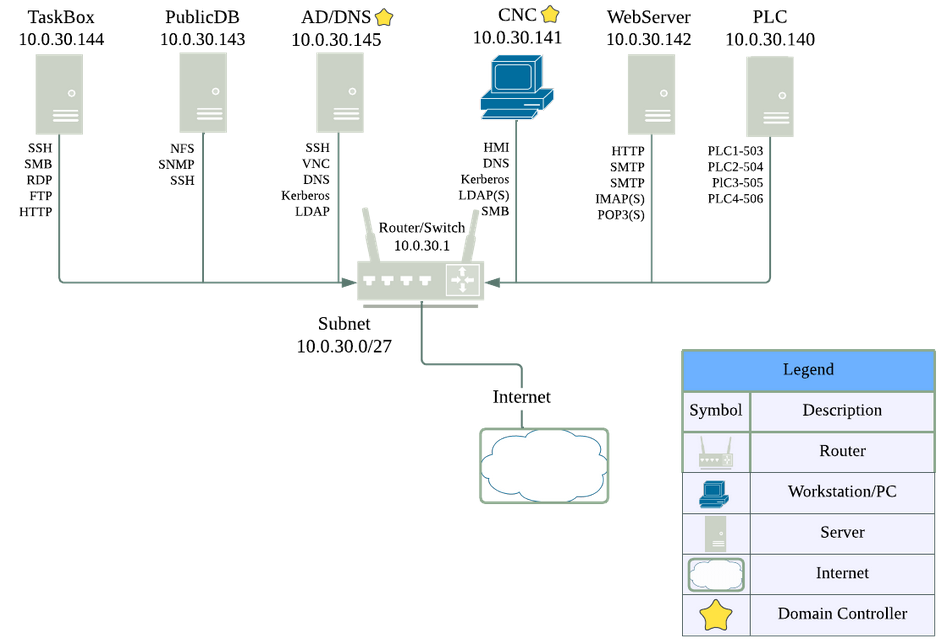 TaskBox
10.0.30.144
PublicDB
10.0.30.143
AD/DNS
10.0.30.145
CNC
10.0.30.141
WebServer
10.0.30.142
PLC
10.0.30.140
SSH
SMB
RDP
FTP
HTTP
NFS
SNMP
SSH
SSH
VNC
DNS
Kerberos
LDAP
HMI
DNS
Kerberos
LDAP(S)
SMB
HTTP
SMTP
SMTP
IMAP(S)
POP3(S)
PLC1-503
PLC2-504
PlC3-505
PLC4-506
Router/Switch
10.0.30.1
Subnet
10.0.30.0/27
Internet
Legend
Symbol Description
Router
Workstation/PC
Server
Internet
Domain Controller